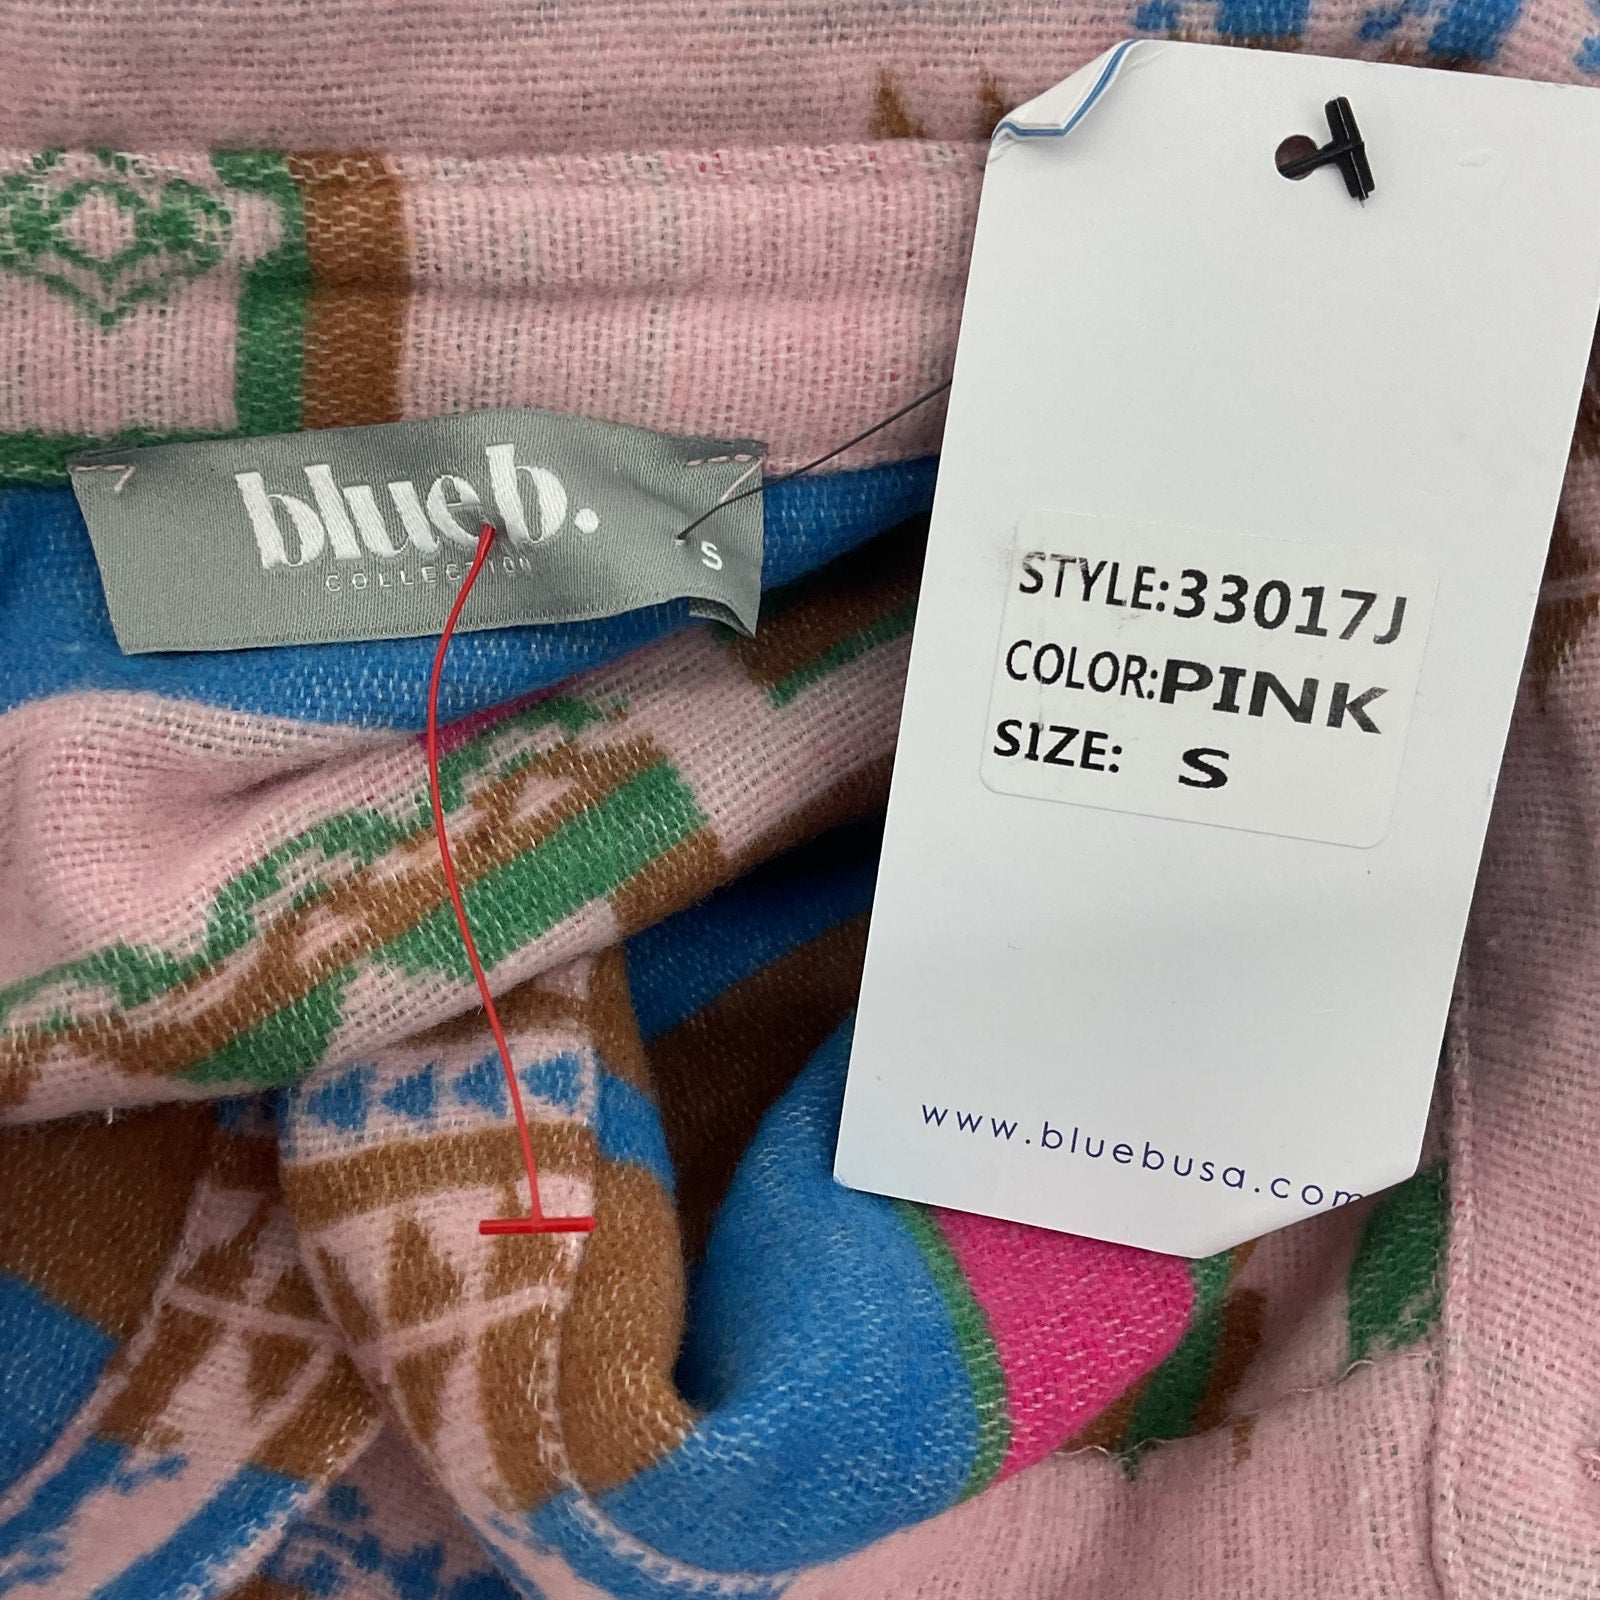 blueb.
COLLECTION
S
STYLE:33017J
COLOR:PINK
SIZE: S
www.bluebusa.com